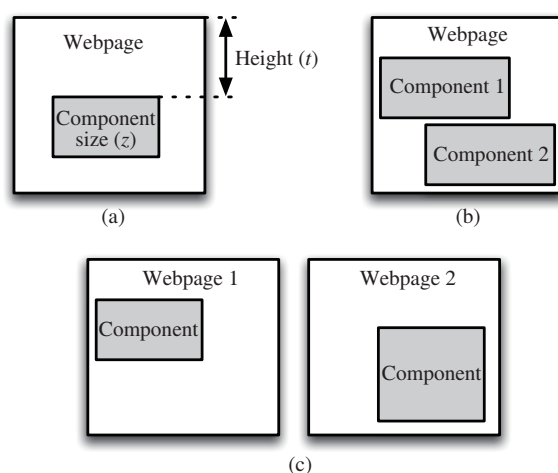 Webpage
Height (t)
Component
size (z)
(a)
Webpage
Component 1
Component 2
(b)
Webpage 1
Component
Webpage 2
Component
(c)